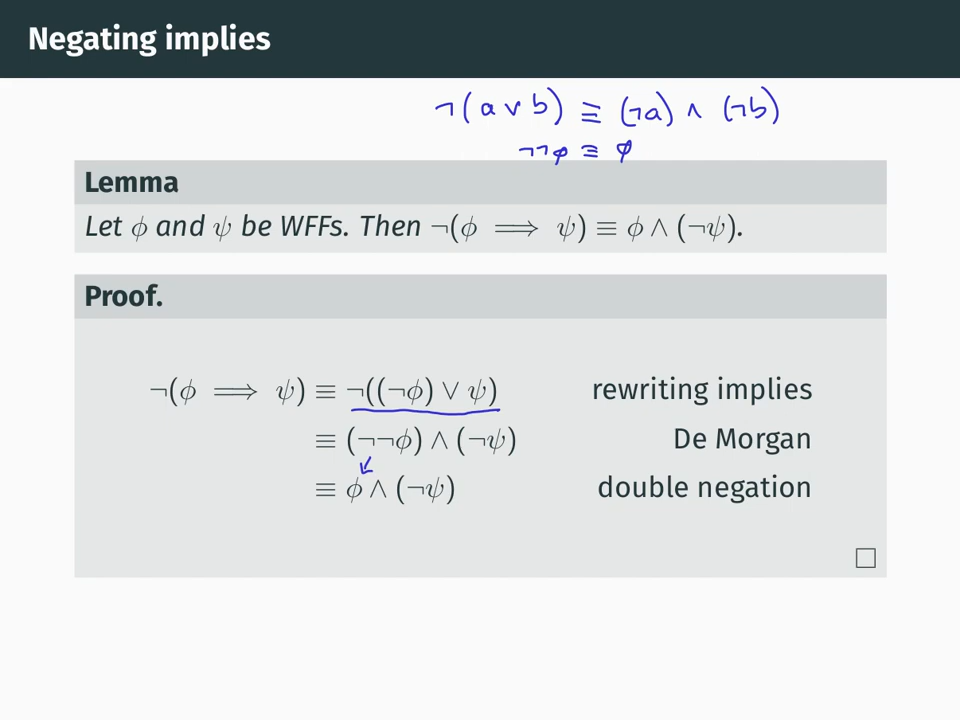 Negating implies
¬(a ∨ b) ≡ (¬a) ∧ (¬b)
¬¬φ ≡ φ
Lemma
Let ϕ and ψ be WFFs. Then ¬(ϕ ⟹ ψ) ≡ ϕ ∧ (¬ψ).
Proof.
¬(ϕ ⟹ ψ) ≡ ¬((¬ϕ) ∨ ψ) rewriting implies
≡ (¬¬ϕ) ∧ (¬ψ) De Morgan
≡ ϕ ∧ (¬ψ) double negation
□